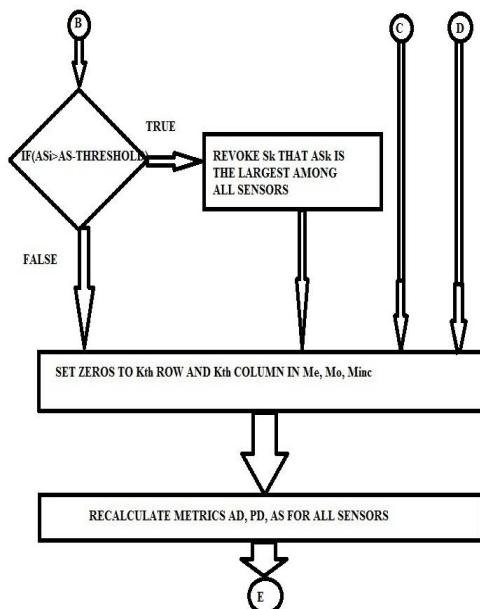 B
C
D
TRUE
IF(ASi>AS-THRESHOLD)
REVOKE Sk THAT ASk IS
THE LARGEST AMONG
ALL SENSORS
FALSE
SET ZEROS TO Kth ROW AND Kth COLUMN IN Me, Mo, Minc
RECALCULATE METRICS AD, PD, AS FOR ALL SENSORS
E